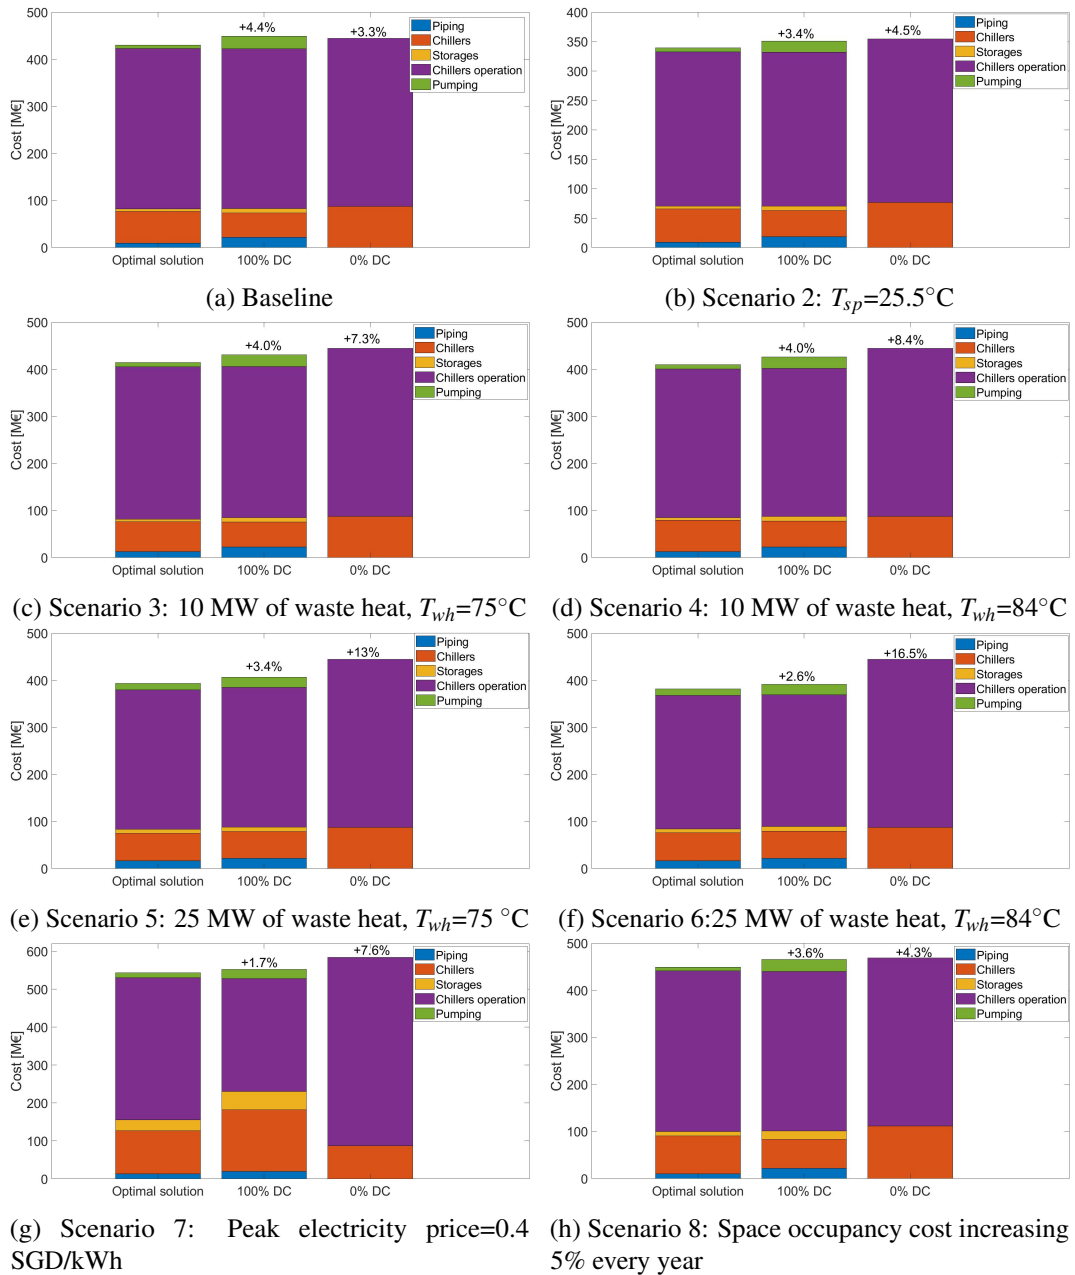 500
400
300
200
100
0
Cost [M€]
+4.4%
+3.3%
Piping
Chillers
Storages
Chillers operation
Pumping
Optimal solution 100% DC 0% DC
(a) Baseline
400
350
300
250
200
150
100
50
0
Cost [M€]
+3.4%
+4.5%
Piping
Chillers
Storages
Chillers operation
Pumping
Optimal solution 100% DC 0% DC
(b) Scenario 2: Tsp=25.5°C
500
400
300
200
100
0
Cost [M€]
+4.0%
+7.3%
Piping
Chillers
Storages
Chillers operation
Pumping
Optimal solution 100% DC 0% DC
(c) Scenario 3: 10 MW of waste heat, Twh=75°C
500
400
300
200
100
0
Cost [M€]
+4.0%
+8.4%
Piping
Chillers
Storages
Chillers operation
Pumping
Optimal solution 100% DC 0% DC
(d) Scenario 4: 10 MW of waste heat, Twh=84°C
500
400
300
200
100
0
Cost [M€]
+3.4%
+13%
Piping
Chillers
Storages
Chillers operation
Pumping
Optimal solution 100% DC 0% DC
(e) Scenario 5: 25 MW of waste heat, Twh=75 °C
500
400
300
200
100
0
Cost [M€]
+2.6%
+16.5%
Piping
Chillers
Storages
Chillers operation
Pumping
Optimal solution 100% DC 0% DC
(f) Scenario 6:25 MW of waste heat, Twh=84°C
600
500
400
300
200
100
0
Cost [M€]
+1.7%
+7.6%
Piping
Chillers
Storages
Chillers operation
Pumping
Optimal solution 100% DC 0% DC
(g) Scenario 7: Peak electricity price=0.4
SGD/kWh
500
400
300
200
100
0
Cost [M€]
+3.6%
+4.3%
Piping
Chillers
Storages
Chillers operation
Pumping
Optimal solution 100% DC 0% DC
(h) Scenario 8: Space occupancy cost increasing
5% every year